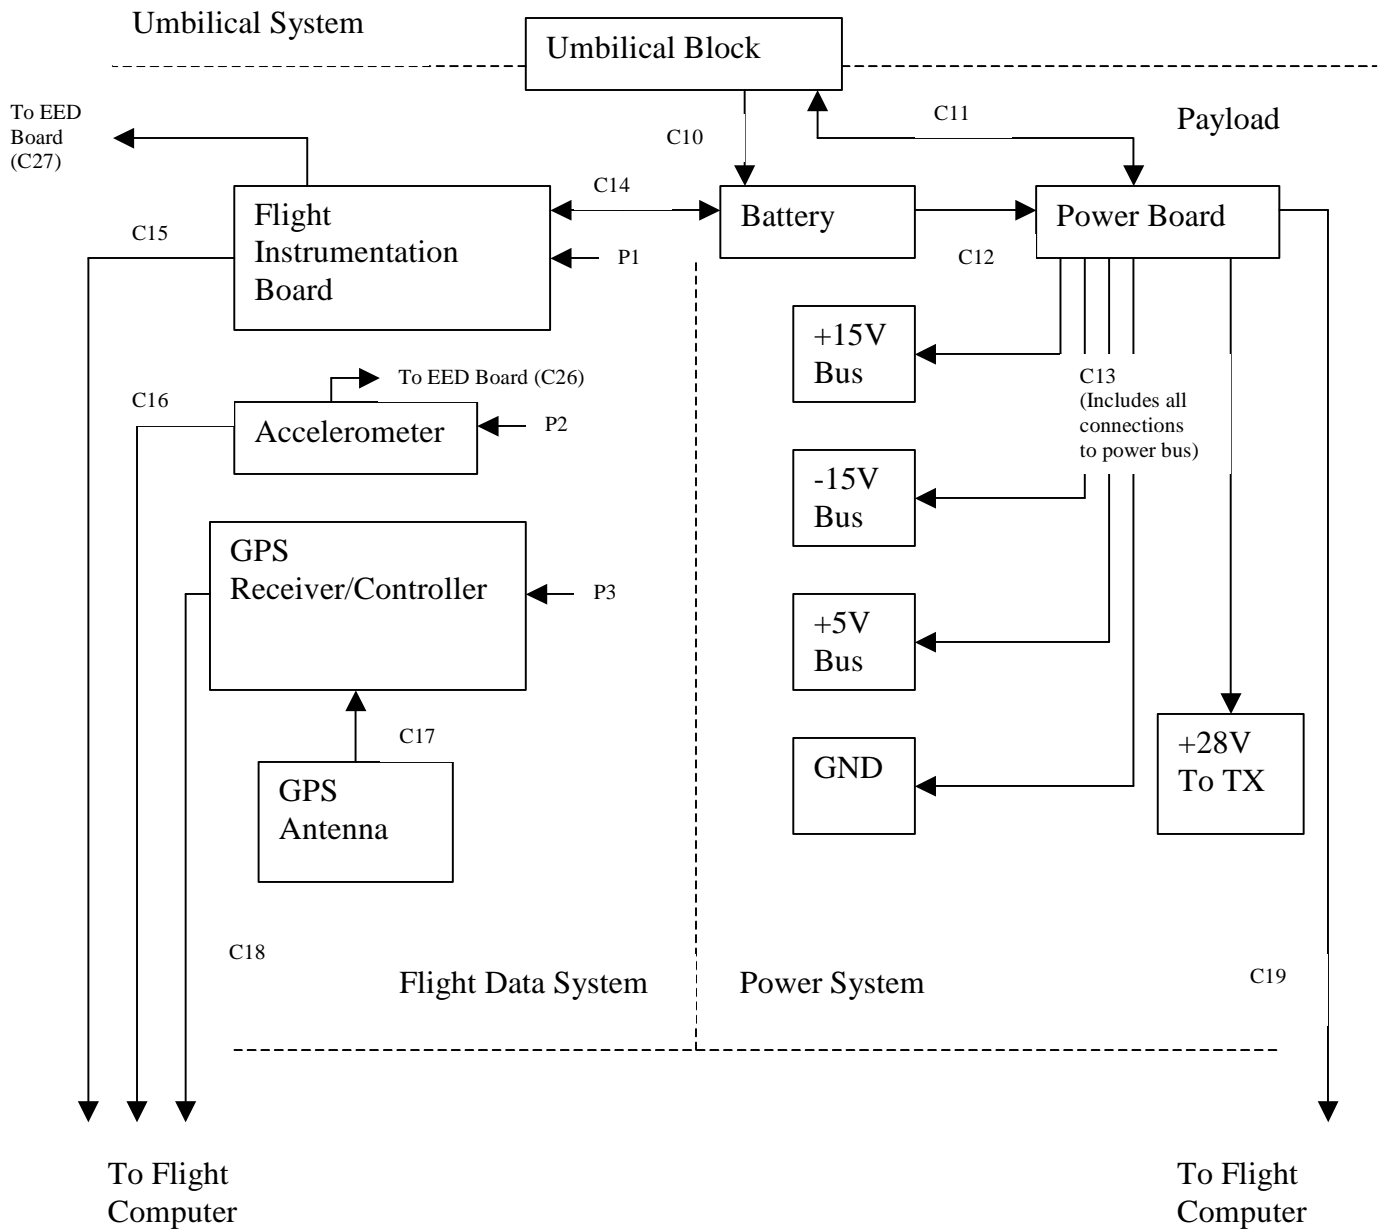 Umbilical System
Umbilical Block
To EED
Board
(C27)
C10
C11
Payload
C14
C15
Flight
Instrumentation
Board
P1
Battery
C12
Power Board
+15V
Bus
C13
(Includes all
connections
to power bus)
To EED Board (C26)
C16
Accelerometer
P2
-15V
Bus
GPS
Receiver/Controller
P3
+5V
Bus
C17
GPS
Antenna
GND
+28V
To TX
C18
Flight Data System
Power System
C19
To Flight
Computer
To Flight
Computer